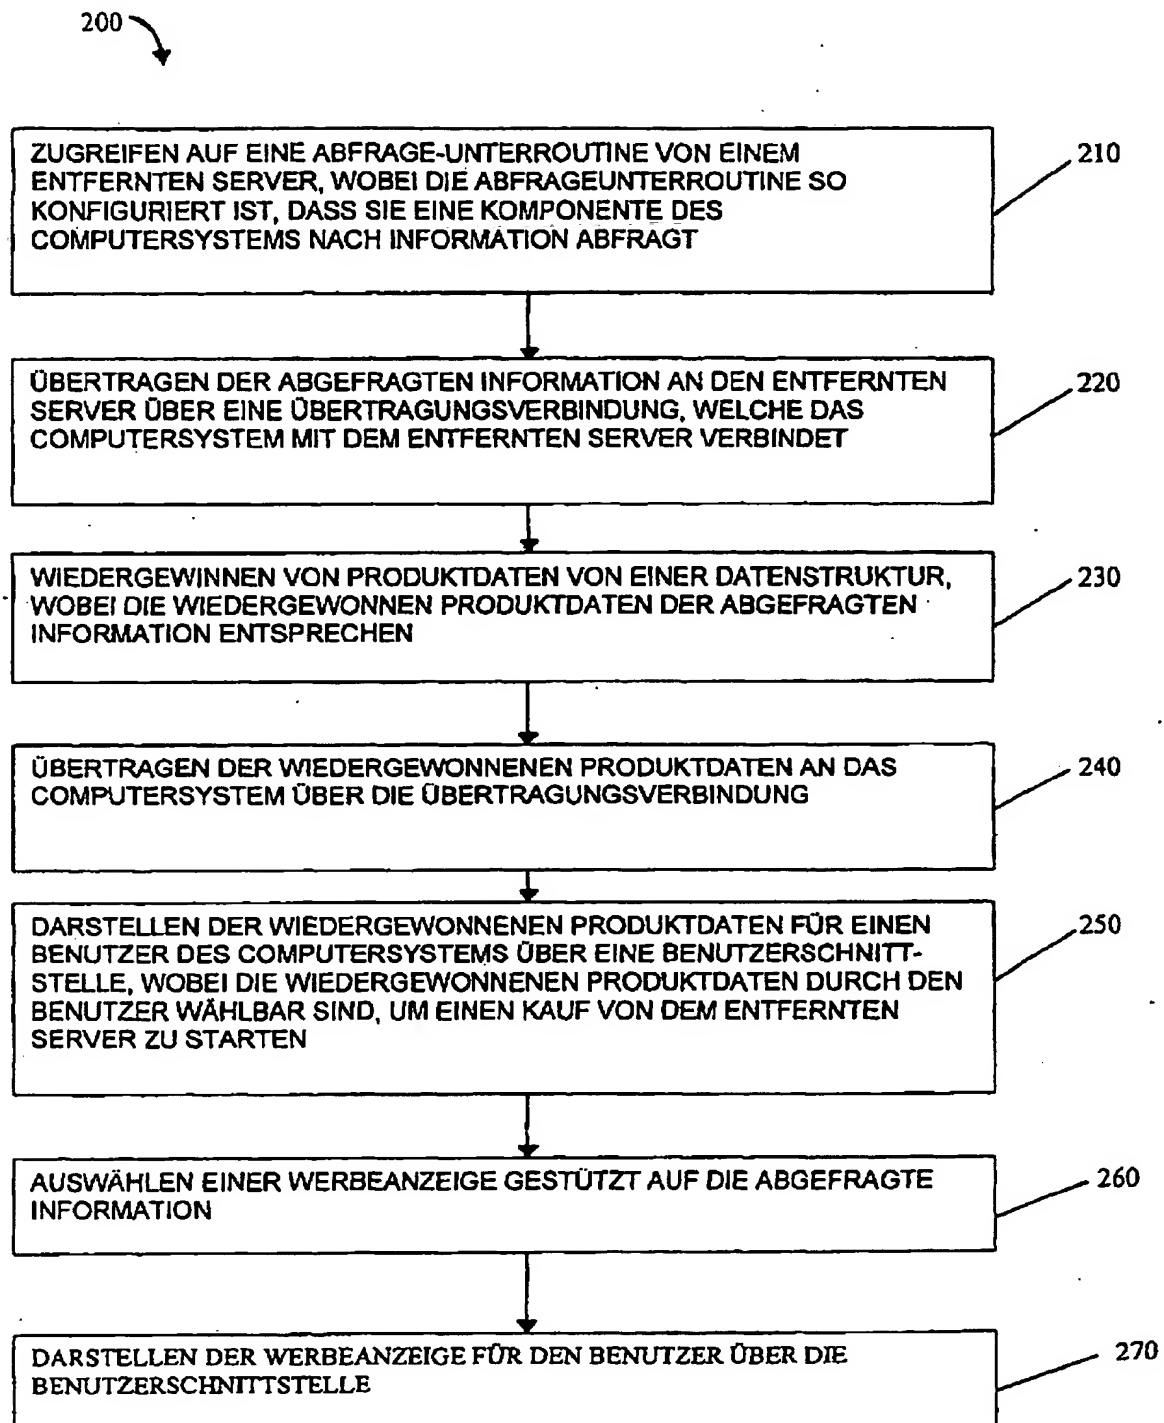 200
ZUGREIFEN AUF EINE ABFRAGE-UNTERROUTINE VON EINEM
ENTFERNTEN SERVER, WOBEI DIE ABFRAGEUNTERROUTINE SO
KONFIGURIERT IST, DASS SIE EINE KOMPONENTE DES
COMPUTERSYSTEMS NACH INFORMATION ABFRAGT
210
ÜBERTRAGEN DER ABGEFRAGTEN INFORMATION AN DEN ENTFERNTEN
SERVER ÜBER EINE ÜBERTRAGUNGSVERBINDUNG, WELCHE DAS
COMPUTERSYSTEM MIT DEM ENTFERNTEN SERVER VERBINDET
220
WIEDERGEWINNEN VON PRODUKTDATEN VON EINER DATENSTRUKTUR,
WOBEI DIE WIEDERGEWONNEN PRODUKTDATEN DER ABGEFRAGTEN
INFORMATION ENTSPRECHEN
230
ÜBERTRAGEN DER WIEDERGEWONNENEN PRODUKTDATEN AN DAS
COMPUTERSYSTEM ÜBER DIE ÜBERTRAGUNGSVERBINDUNG
240
DARSTELLEN DER WIEDERGEWONNENEN PRODUKTDATEN FÜR EINEN
BENUTZER DES COMPUTERSYSTEMS ÜBER EINE BENUTZERSCHNITT-
STELLE, WOBEI DIE WIEDERGEWONNENEN PRODUKTDATEN DURCH DEN
BENUTZER WÄHLBAR SIND, UM EINEN KAUF VON DEM ENTFERNTEN
SERVER ZU STARTEN
250
AUSWÄHLEN EINER WERBEANZEIGE GESTÜTZT AUF DIE ABGEFRAGTE
INFORMATION
260
DARSTELLEN DER WERBEANZEIGE FÜR DEN BENUTZER ÜBER DIE
BENUTZERSCHNITTSTELLE
270